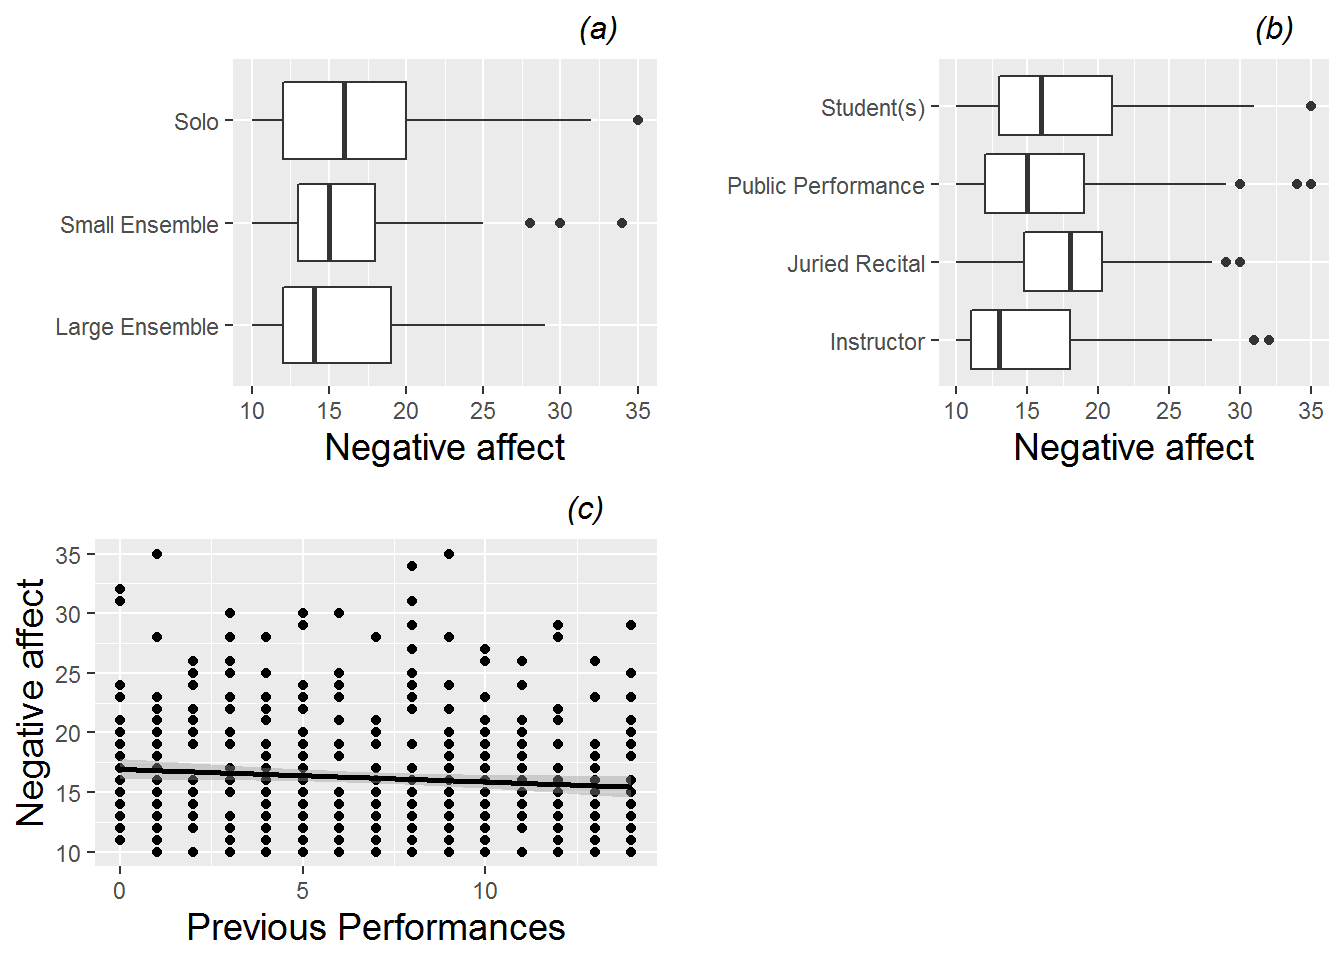 (a)
Solo
Small Ensemble
Large Ensemble
10 15 20 25 30 35
Negative affect
(b)
Student(s)
Public Performance
Juried Recital
Instructor
10 15 20 25 30 35
Negative affect
(c)
Negative affect
35
30
25
20
15
10
0 5 10
Previous Performances